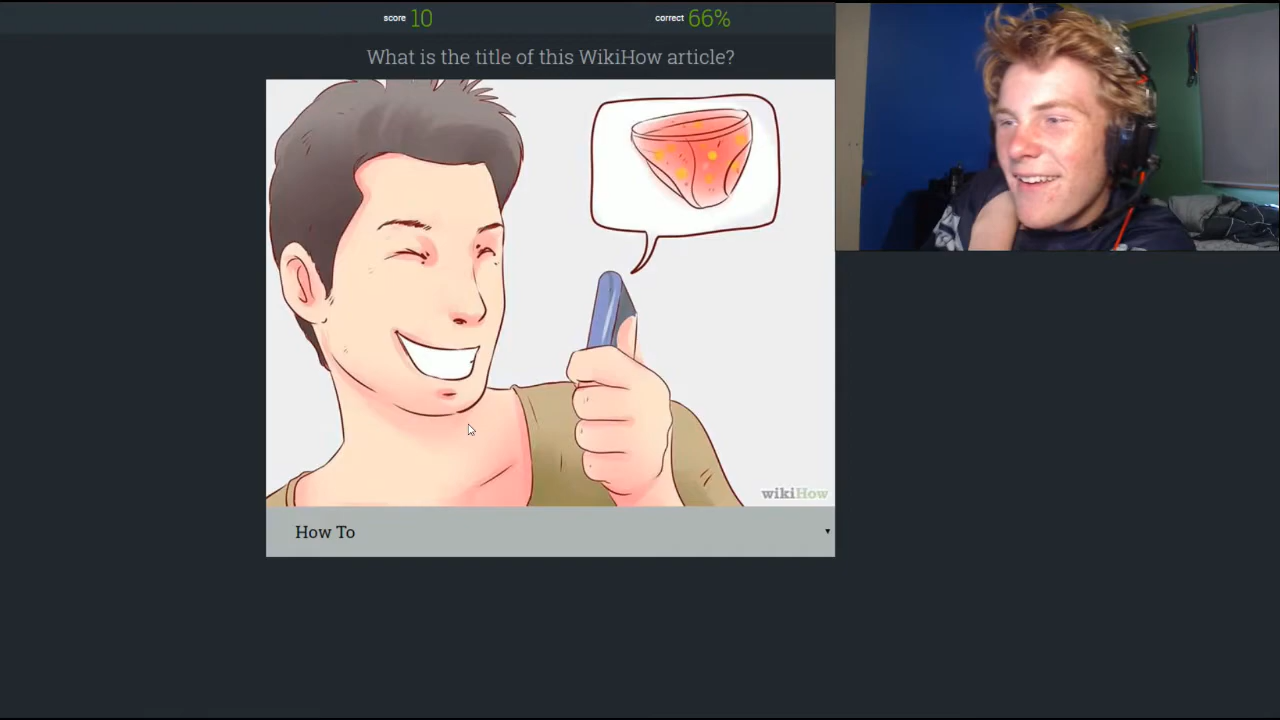 score 10
correct 66%
What is the title of this WikiHow article?
wikiHow
How To